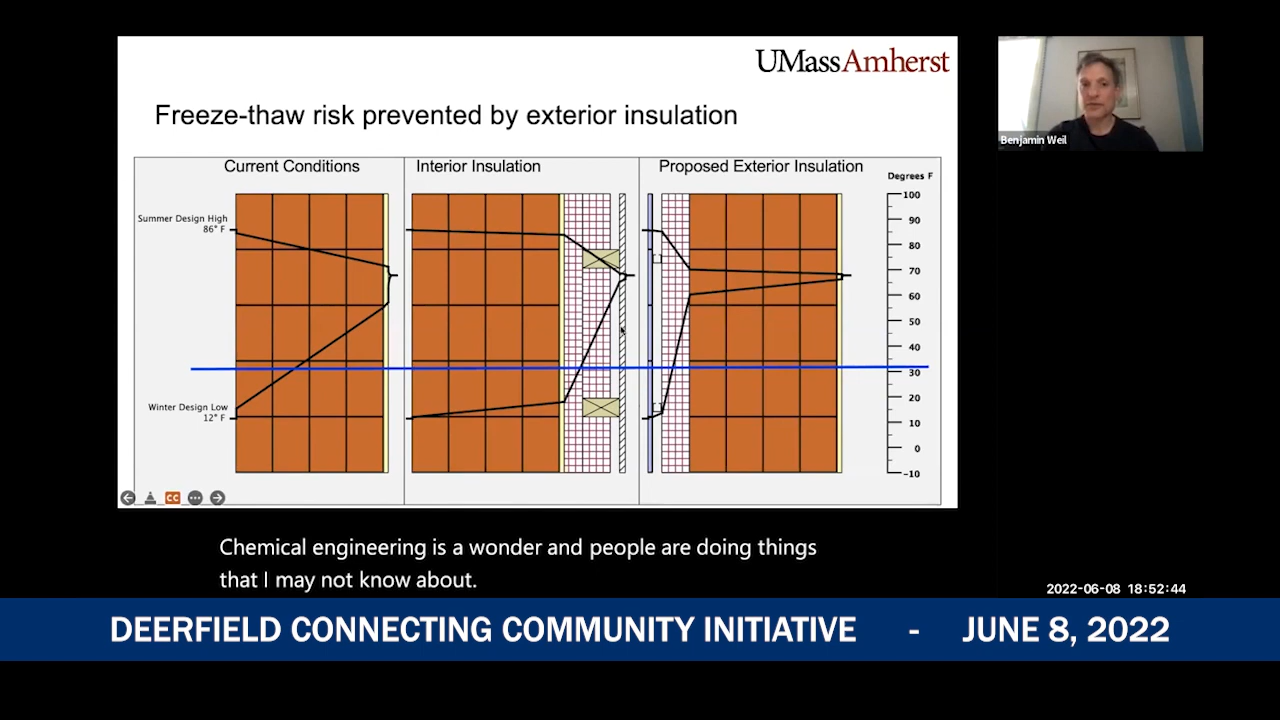 UMassAmherst
Freeze-thaw risk prevented by exterior insulation
Current Conditions
Interior Insulation
Proposed Exterior Insulation
Degrees F
Summer Design High
86° F
Winter Design Low
12° F
100
90
80
70
60
50
40
30
20
10
0
-10
CC
Benjamin Weil
Chemical engineering is a wonder and people are doing things
that I may not know about.
2022-06-08 18:52:44
DEERFIELD CONNECTING COMMUNITY INITIATIVE - JUNE 8, 2022